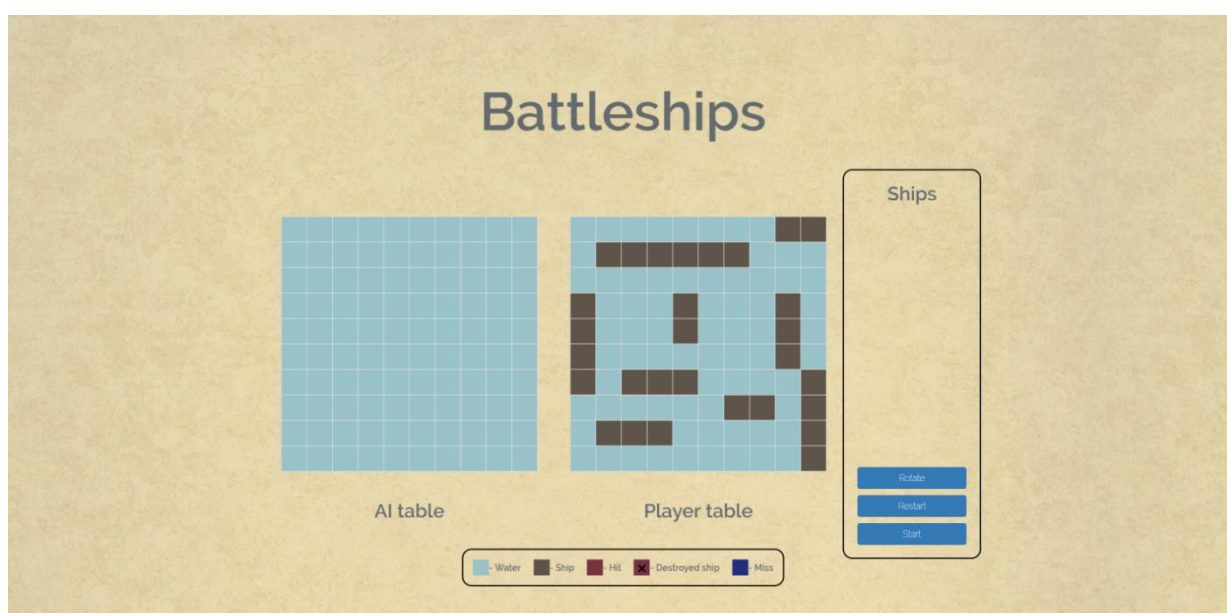 Battleships
Ships
Rotate
Restart
Start
AI table
Player table
- Water - Ship - Hit - Destroyed ship - Miss